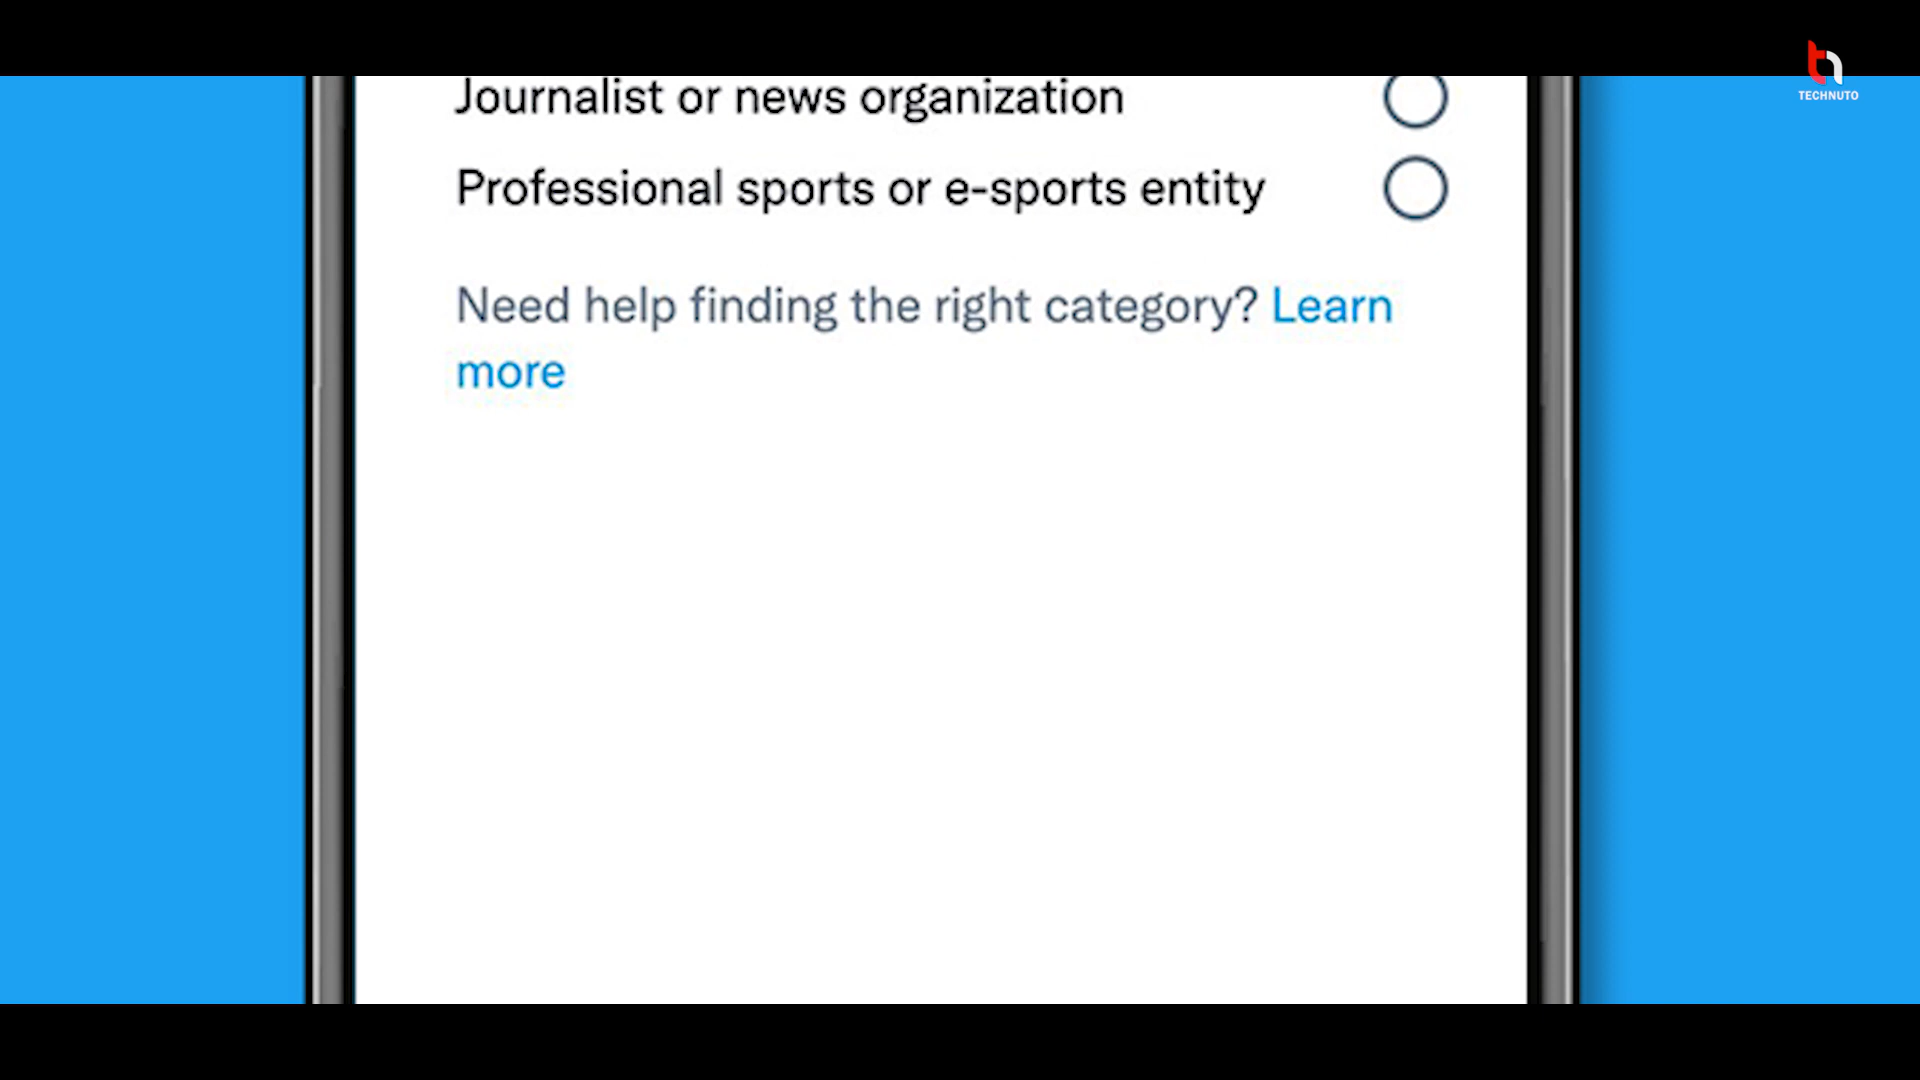 TECHNUTO
Journalist or news organization
Professional sports or e-sports entity
Need help finding the right category? Learn
more